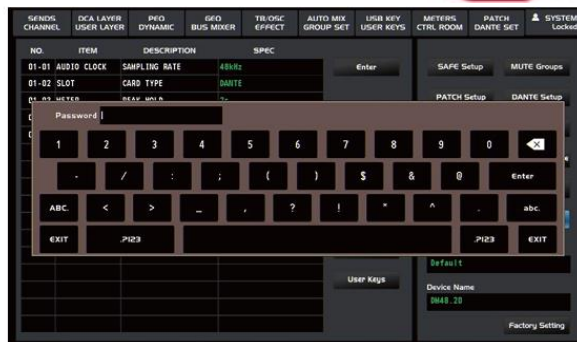 SENDS CHANNEL
DCA LAYER USER LAYER
PEQ DYNAMIC
GEQ BUS MIXER
TB/OSC EFFECT
AUTO MIX GROUP SET
USB KEY USER KEYS
METERS CTRL ROOM
PATCH DANTE SET
SYSTEM Locked
NO. ITEM DESCRIPTION SPEC
01-01 AUDIO CLOCK SAMPLING RATE 48kHz
Enter
SAFE Setup
MUTE Groups
01-02 SLOT CARD TYPE DANTE
PATCH Setup
DANTE Setup
Password
1 2 3 4 5 6 7 8 9 0
- / : ; ( ) $ & @ Enter
ABC. < > _ , ? ! " ^ . abc.
EXIT .?123 .?123 EXIT
Default
User Keys
Device Name
DM48.20
Factory Setting